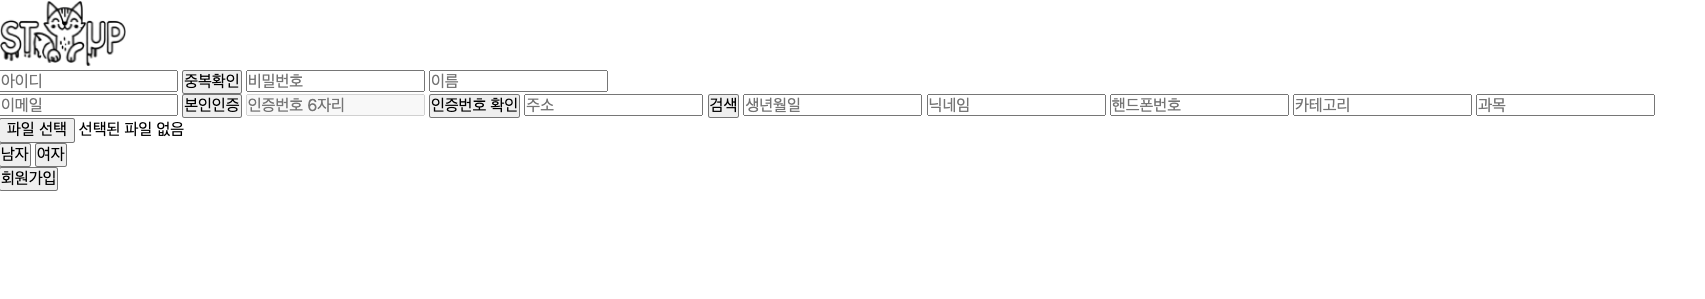 STUP
아이디 중복확인 비밀번호 이름
이메일 본인인증 인증번호 6자리 인증번호 확인 주소 검색 생년월일 닉네임 핸드폰번호 카테고리 과목
파일 선택 선택된 파일 없음
남자 여자
회원가입